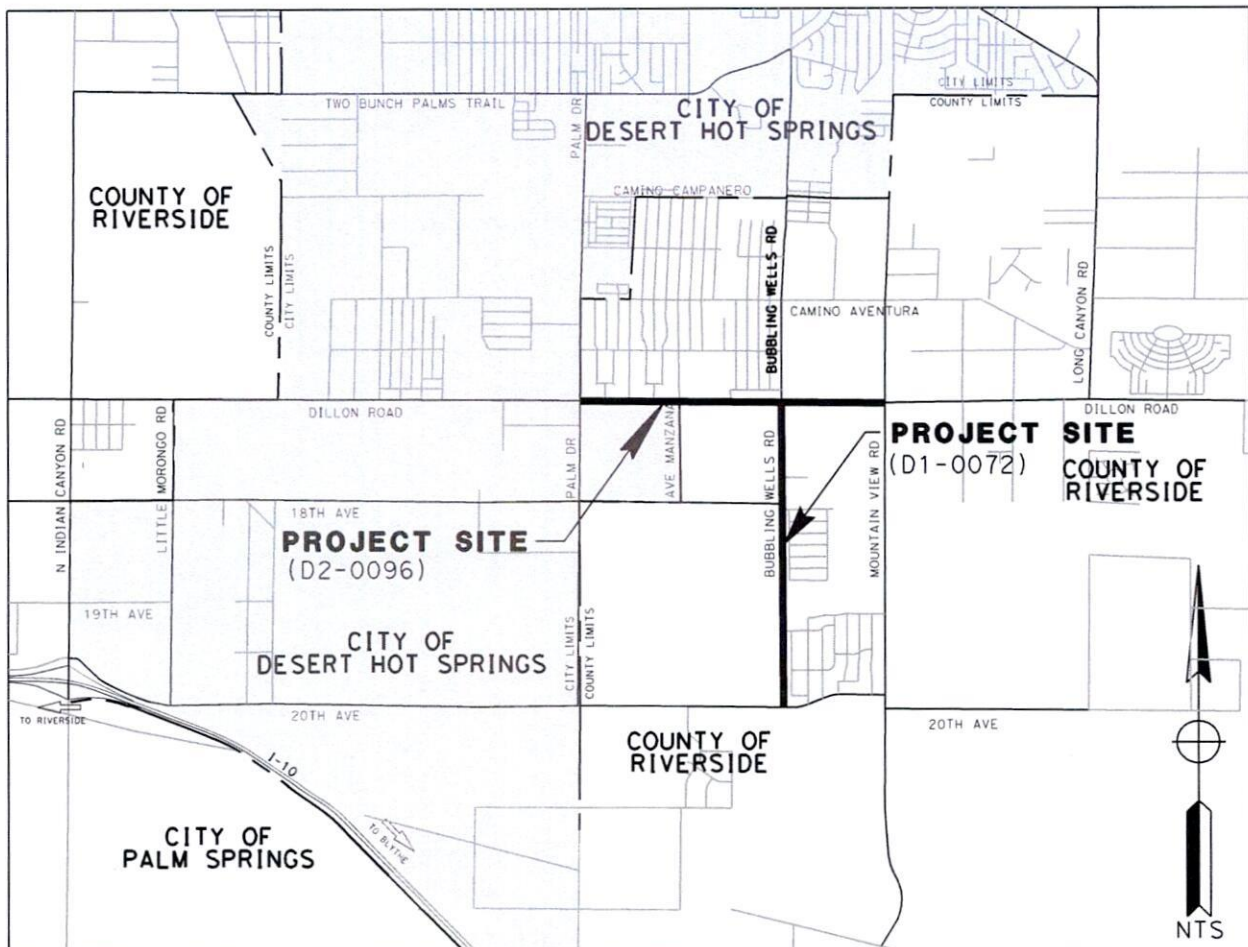 CITY LIMITS
COUNTY LIMITS
TWO BUNCH PALMS TRAIL
PALM DR
CITY OF
DESERT HOT SPRINGS
COUNTY OF
RIVERSIDE
CAMINO CAMPANERO
COUNTY LIMITS
CITY LIMITS
BUBBLING WELLS RD
CAMINO AVENTURA
LONG CANYON RD
DILLON ROAD
DILLON ROAD
N INDIAN CANYON RD
LITTLE MORONGO RD
PALM DR
AVE MANZANA
BUBBLING WELLS RD
MOUNTAIN VIEW RD
PROJECT SITE
(D1-0072)
COUNTY OF
RIVERSIDE
18TH AVE
PROJECT SITE
(D2-0096)
19TH AVE
CITY OF
DESERT HOT SPRINGS
CITY LIMITS
COUNTY LIMITS
TO RIVERSIDE
20TH AVE
20TH AVE
COUNTY OF
RIVERSIDE
I-10
TO BLYTHE
CITY OF
PALM SPRINGS
NTS